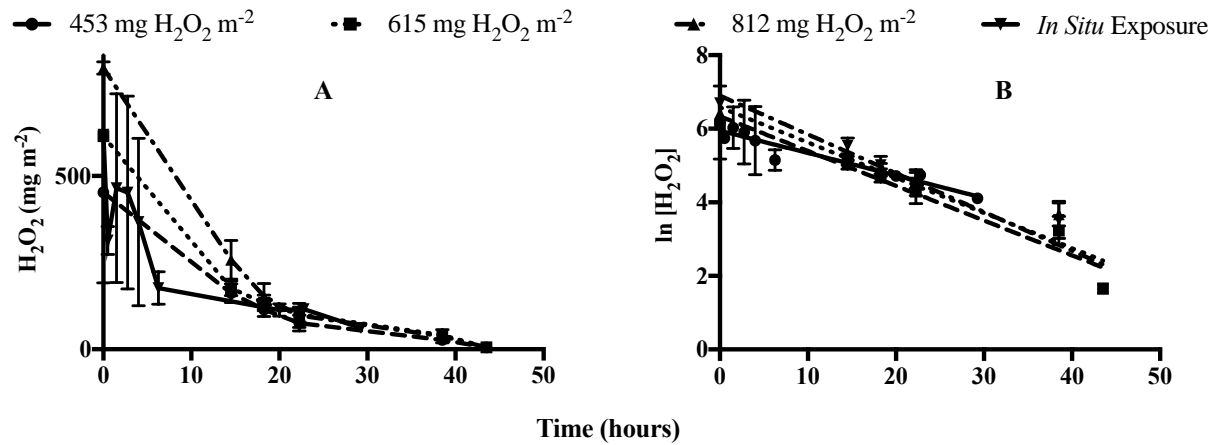 453 mg H₂O₂ m⁻² 615 mg H₂O₂ m⁻² 812 mg H₂O₂ m⁻² In Situ Exposure
A
B
H₂O₂ (mg m⁻²)
500
0
0 10 20 30 40 50
ln [H₂O₂]
8
6
4
2
0
0 10 20 30 40 50
Time (hours)